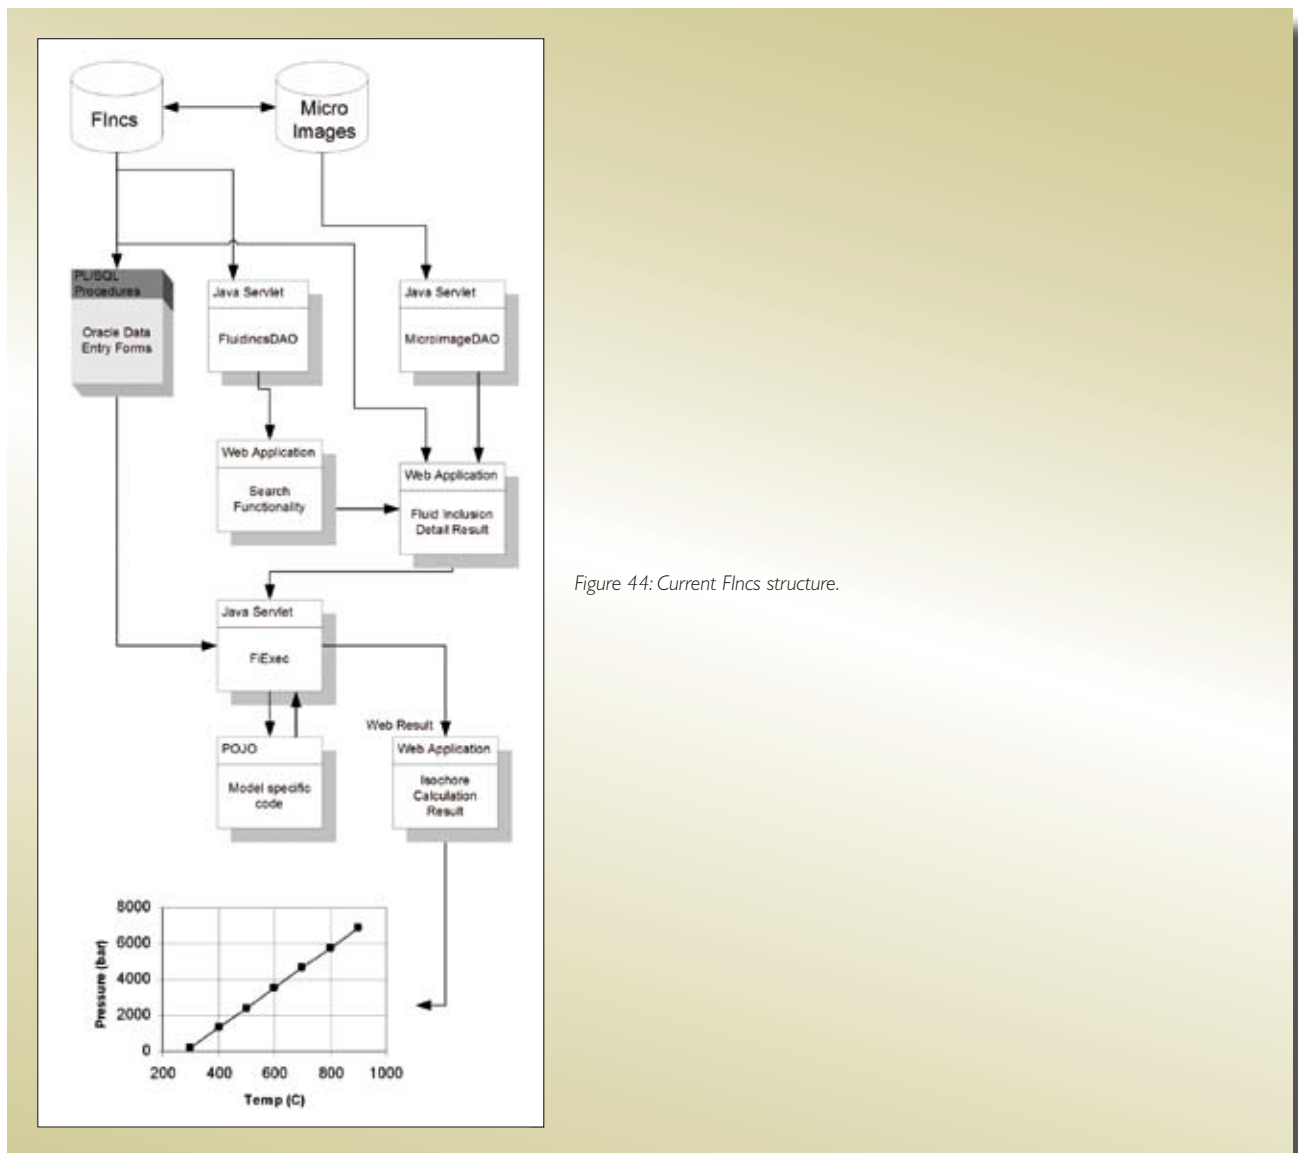 FIncs
Micro
Images
PL/SQL
Procedures
Oracle Data
Entry Forms
Java Servlet
FluidincsDAO
Java Servlet
MicroimageDAO
Web Application
Search
Functionality
Web Application
Fluid Inclusion
Detail Result
Figure 44: Current FIncs structure.
Java Servlet
FiExec
Web Result
POJO
Model specific
code
Web Application
Isochore
Calculation
Result
Pressure (bar)
8000
6000
4000
2000
0
200 400 600 800 1000
Temp (C)